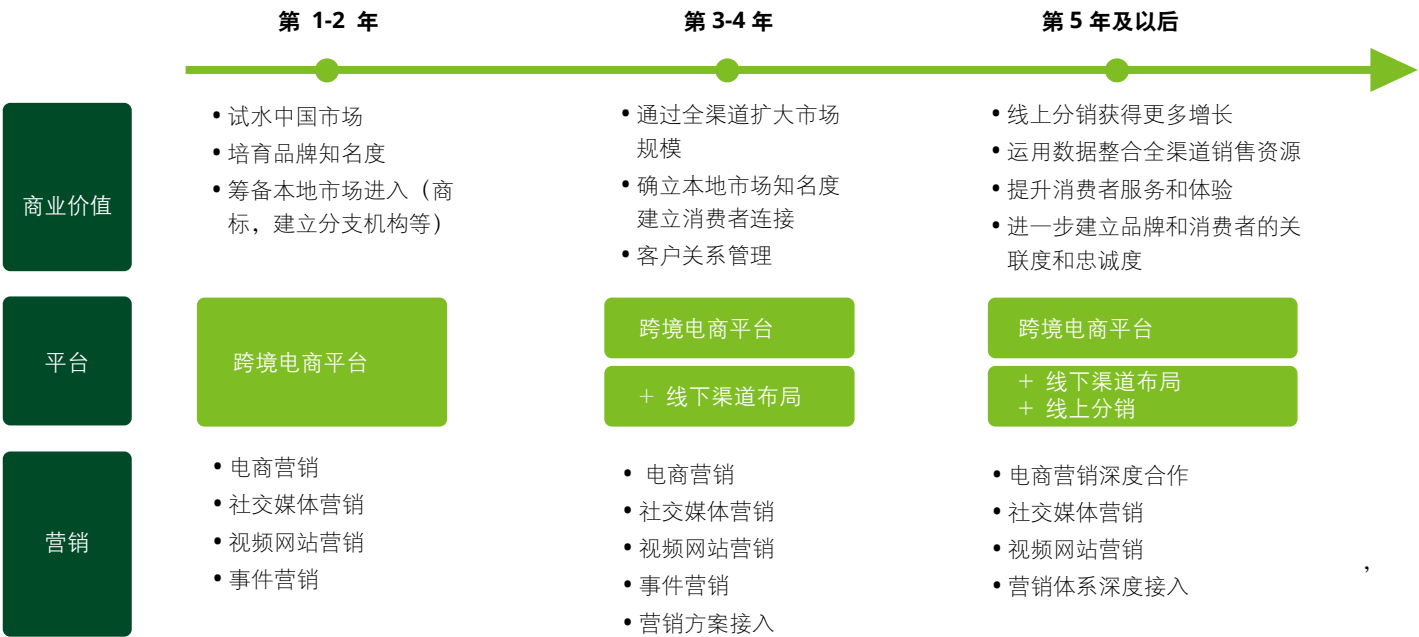 第 1-2 年
第 3-4 年
第 5 年及以后
商业价值
• 试水中国市场
• 培育品牌知名度
• 筹备本地市场进入（商
标，建立分支机构等）
• 通过全渠道扩大市场
规模
• 确立本地市场知名度
建立消费者连接
• 客户关系管理
• 线上分销获得更多增长
• 运用数据整合全渠道销售资源
• 提升消费者服务和体验
• 进一步建立品牌和消费者的关
联度和忠诚度
平台
跨境电商平台
跨境电商平台
+ 线下渠道布局
跨境电商平台
+ 线下渠道布局
+ 线上分销
营销
• 电商营销
• 社交媒体营销
• 视频网站营销
• 事件营销
• 电商营销
• 社交媒体营销
• 视频网站营销
• 事件营销
• 营销方案接入
• 电商营销深度合作
• 社交媒体营销
• 视频网站营销
• 营销体系深度接入
，